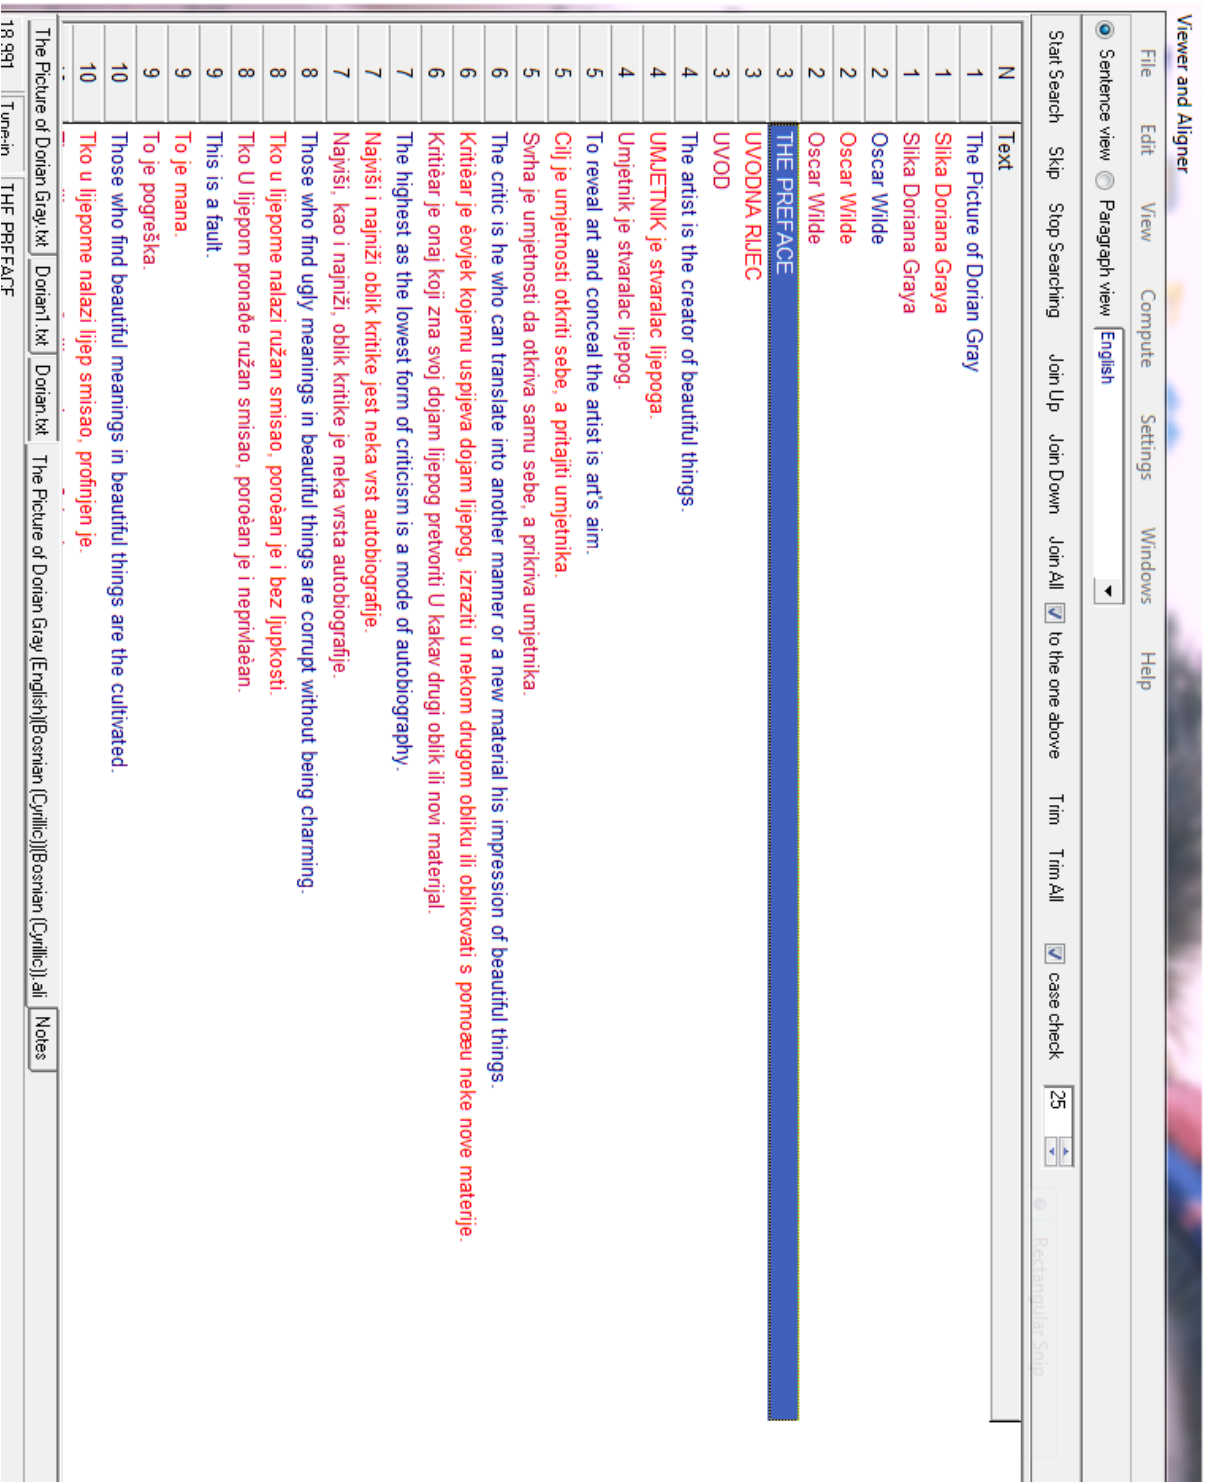 Viewer and Aligner
File Edit View Compute Settings Windows Help
Sentence view Paragraph view English
Start Search Skip Stop Searching Join Up Join Down Join All to the one above Trim Trim All case check 25
Rectangular Snip
N Text
1 The Picture of Dorian Gray
1 Slika Doriana Graya
1 Slika Doriana Graya
2 Oscar Wilde
2 Oscar Wilde
2 Oscar Wilde
3 THE PREFACE
3 UVODNA RIJEC
3 UVOD
4 The artist is the creator of beautiful things.
4 UMJETNIK je stvaralac lijepoga.
4 Umjetnik je stvaralac lijepog.
5 To reveal art and conceal the artist is art's aim.
5 Cilj je umjetnosti otkriti sebe, a pritajiti umjetnika.
5 Svrha je umjetnosti da otkriva samu sebe, a prikriva umjetnika.
6 The critic is he who can translate into another manner or a new material his impression of beautiful things.
6 Kritièar je èovjek kojemu uspijeva dojam lijepog, izraziti u nekom drugom obliku ili oblikovati s pomoæu neke nove materije.
6 Kritièar je onaj koji zna svoj dojam lijepog pretvoriti U kakav drugi oblik ili novi materijal.
7 The highest as the lowest form of criticism is a mode of autobiography.
7 Najviši i najniži oblik kritike jest neka vrst autobiografije.
7 Najviši, kao i najniži, oblik kritike je neka vrsta autobiografije.
8 Those who find ugly meanings in beautiful things are corrupt without being charming.
8 Tko u lijepome nalazi ružan smisao, poroèan je i bez ljupkosti.
8 Tko U lijepom pronaðe ružan smisao, poroèan je i neprivlaèan.
9 This is a fault.
9 To je mana.
9 To je pogreška.
10 Those who find beautiful meanings in beautiful things are the cultivated.
10 Tko u lijepome nalazi lijep smisao, profinjen je.
The Picture of Dorian Gray.txt Dorian1.txt Dorian.txt The Picture of Dorian Gray (English)(Bosnian (Cyrillic))(Bosnian (Cyrillic)).ali Notes
18.991 Tune-in THE PREFACE